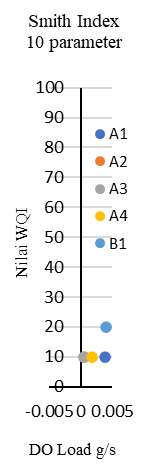 Smith Index
10 parameter
100
90
80
70
60
50
40
30
20
10
0
Nilai WQI
A1
A2
A3
A4
B1
-0.005 0 0.005
DO Load g/s